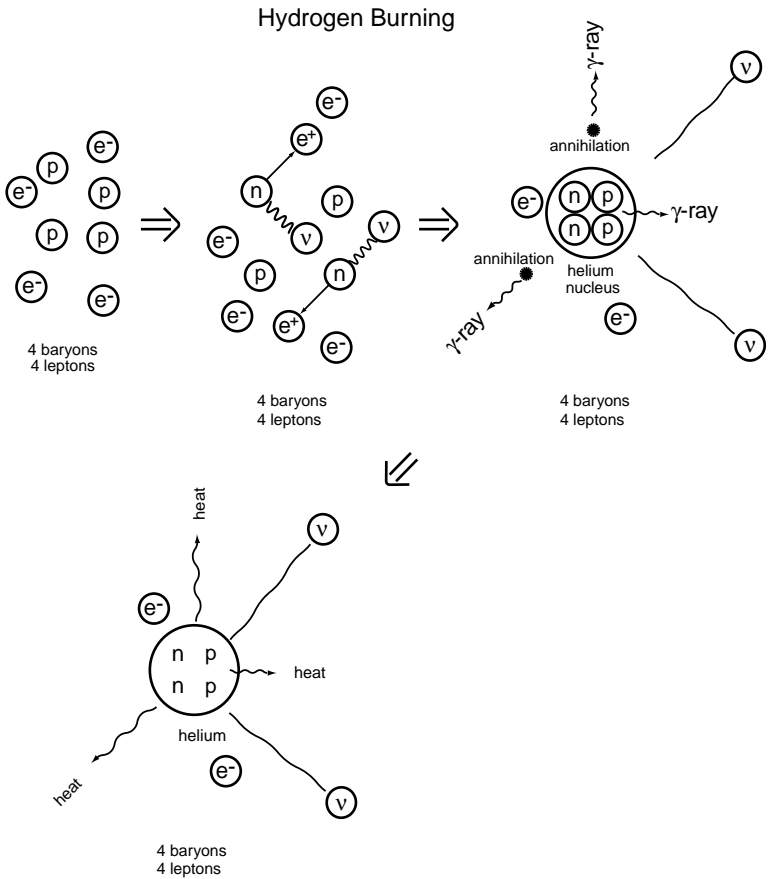 Hydrogen Burning
e-
p
e-
p
p
p
e-
e-
4 baryons
4 leptons
e-
e+
n
p
ν
ν
e-
p
n
e-
e+
e-
4 baryons
4 leptons
γ-ray
ν
annihilation
e-
n p
γ-ray
n p
annihilation
helium
nucleus
γ-ray
e-
ν
4 baryons
4 leptons
heat
ν
e-
n p
heat
n p
helium
e-
heat
ν
4 baryons
4 leptons